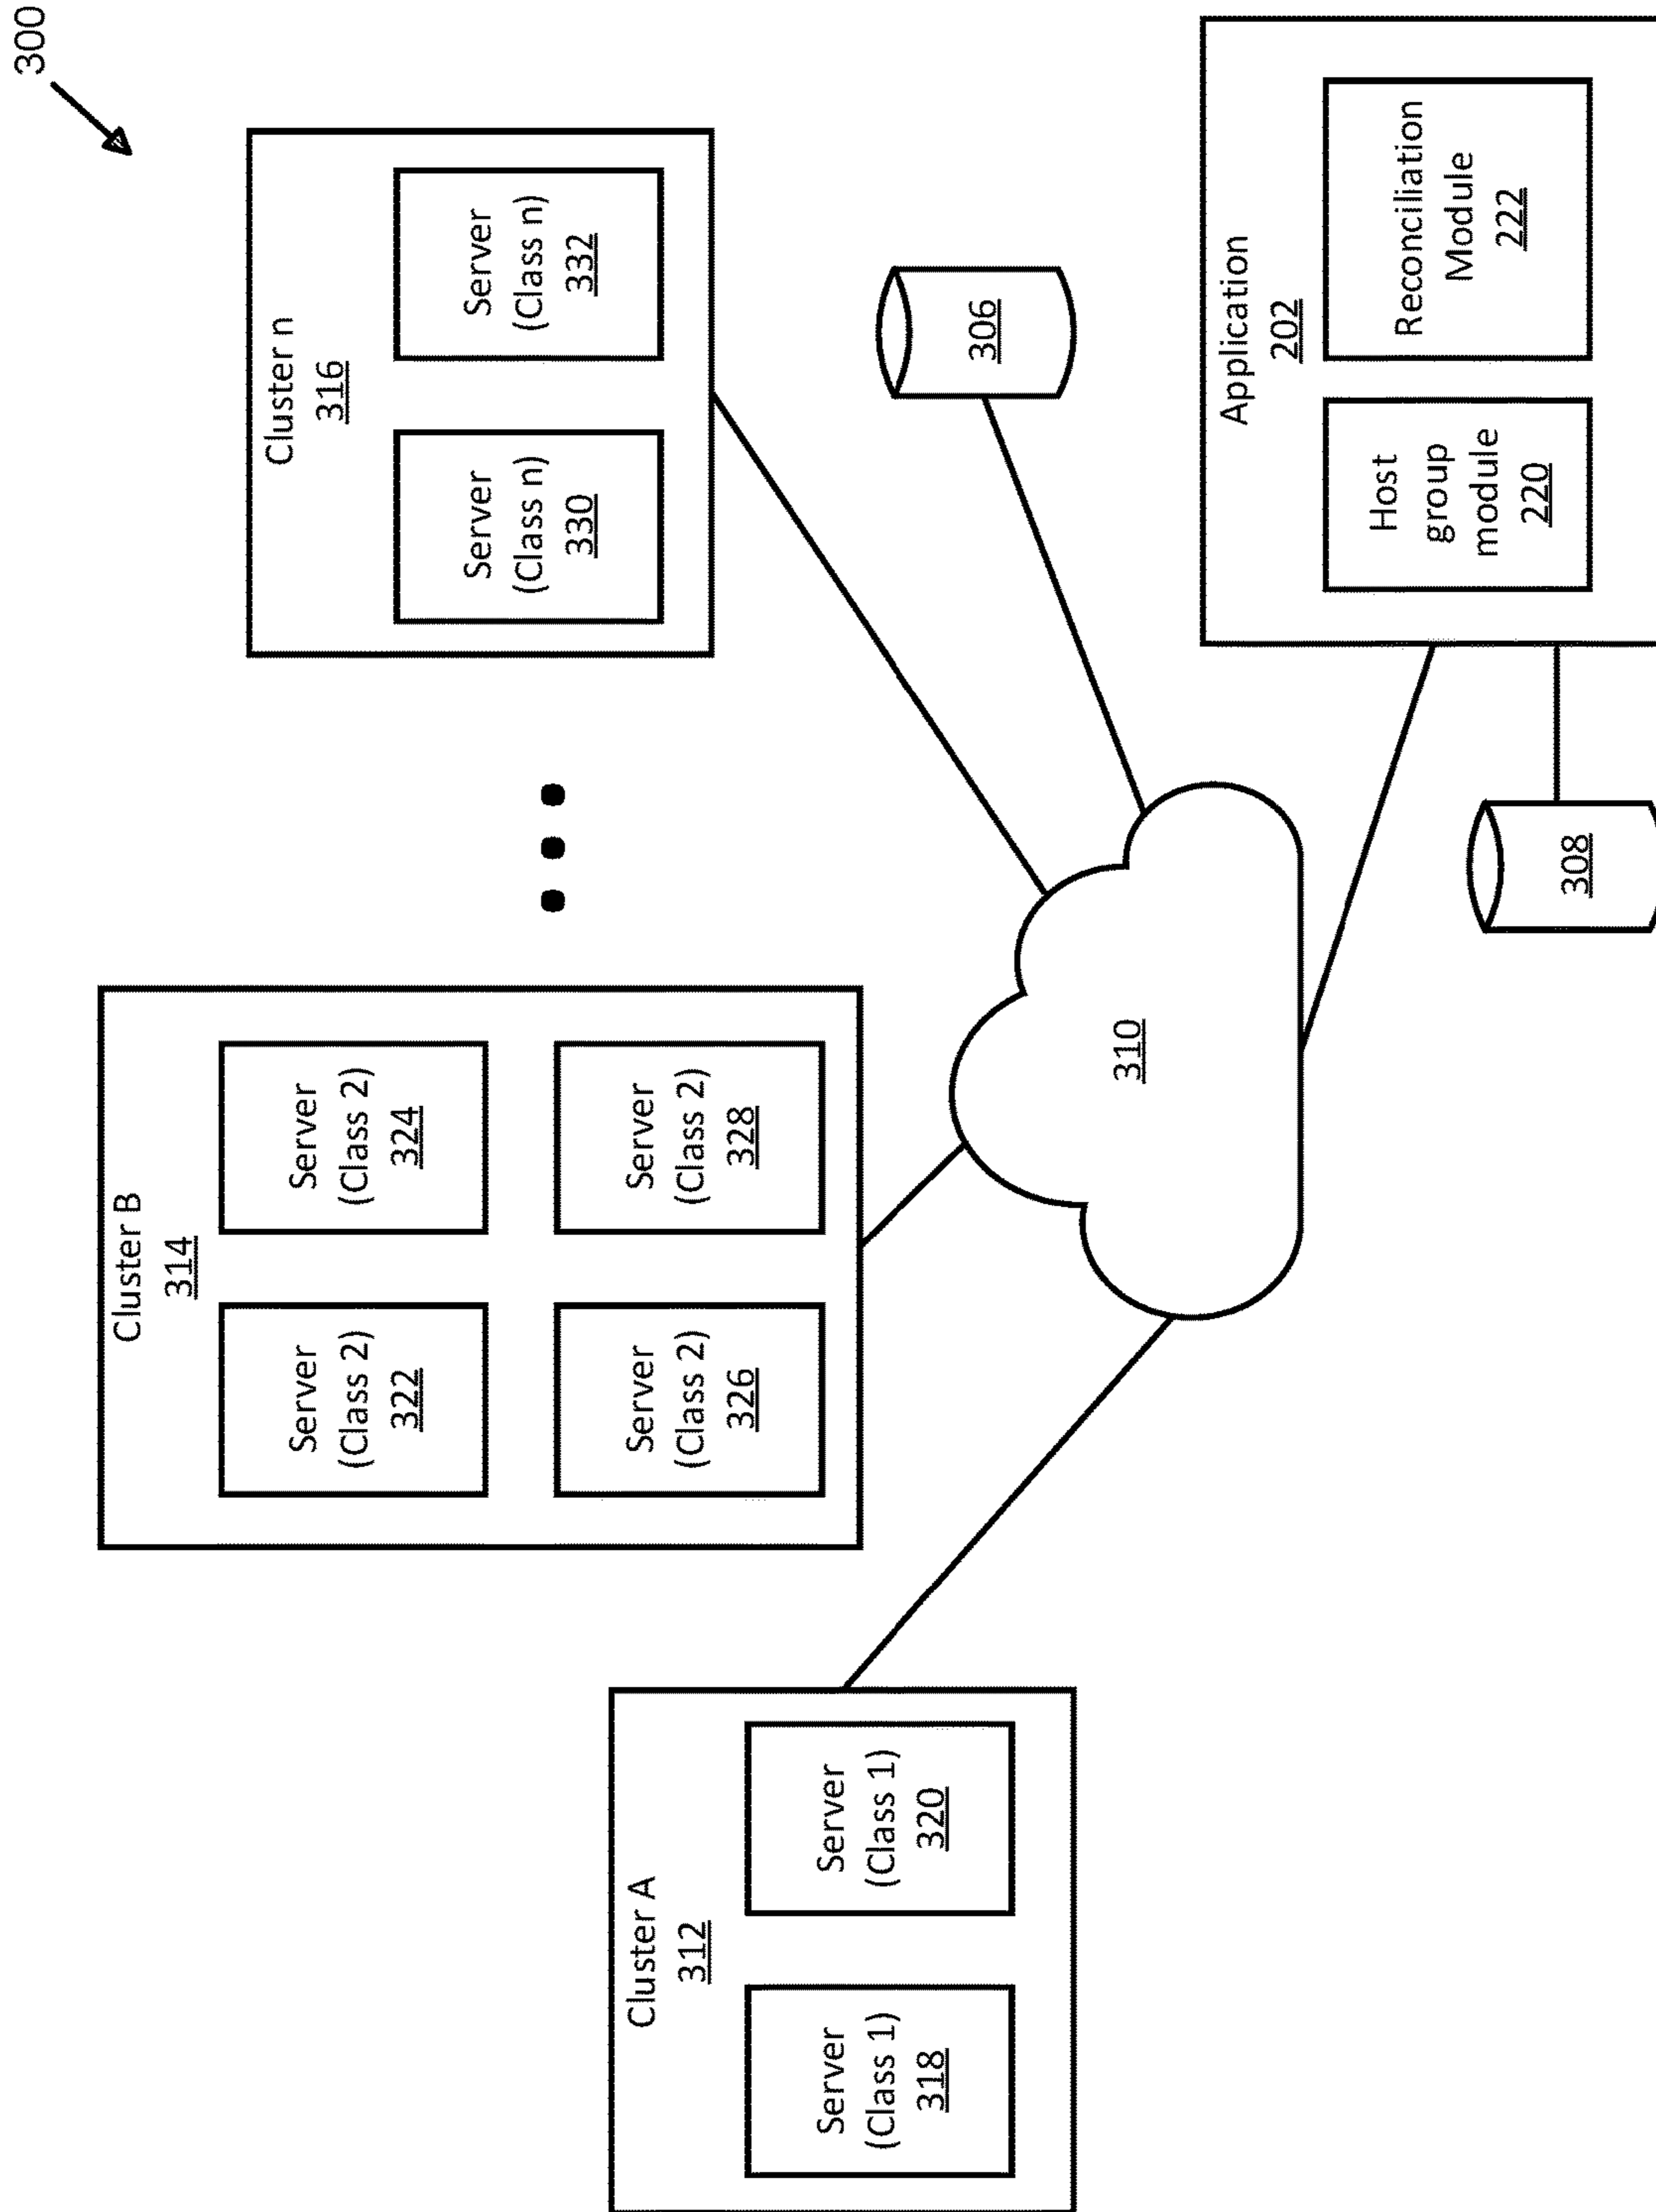 300
Cluster A
312
Server
(Class 1)
318
Server
(Class 1)
320
Cluster B
314
Server
(Class 2)
322
Server
(Class 2)
324
Server
(Class 2)
326
Server
(Class 2)
328
Cluster n
316
Server
(Class n)
330
Server
(Class n)
332
310
306
308
Application
202
Host
group
module
220
Reconciliation
Module
222